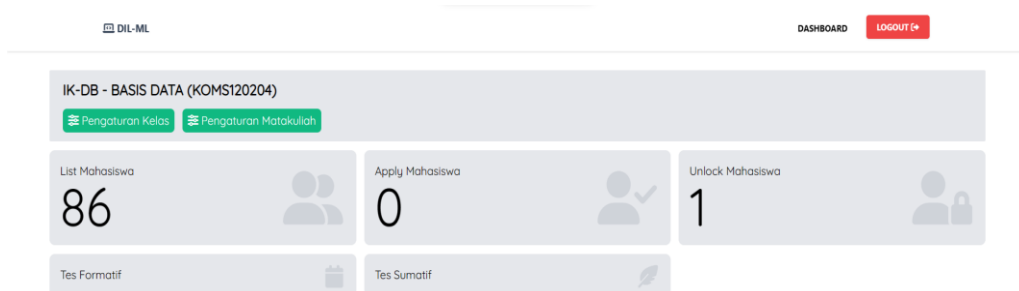 DIL-ML
DASHBOARD
LOGOUT
IK-DB - BASIS DATA (KOMS120204)
Pengaturan Kelas
Pengaturan Matakuliah
List Mahasiswa
86
Apply Mahasiswa
0
Unlock Mahasiswa
1
Tes Formatif
Tes Sumatif